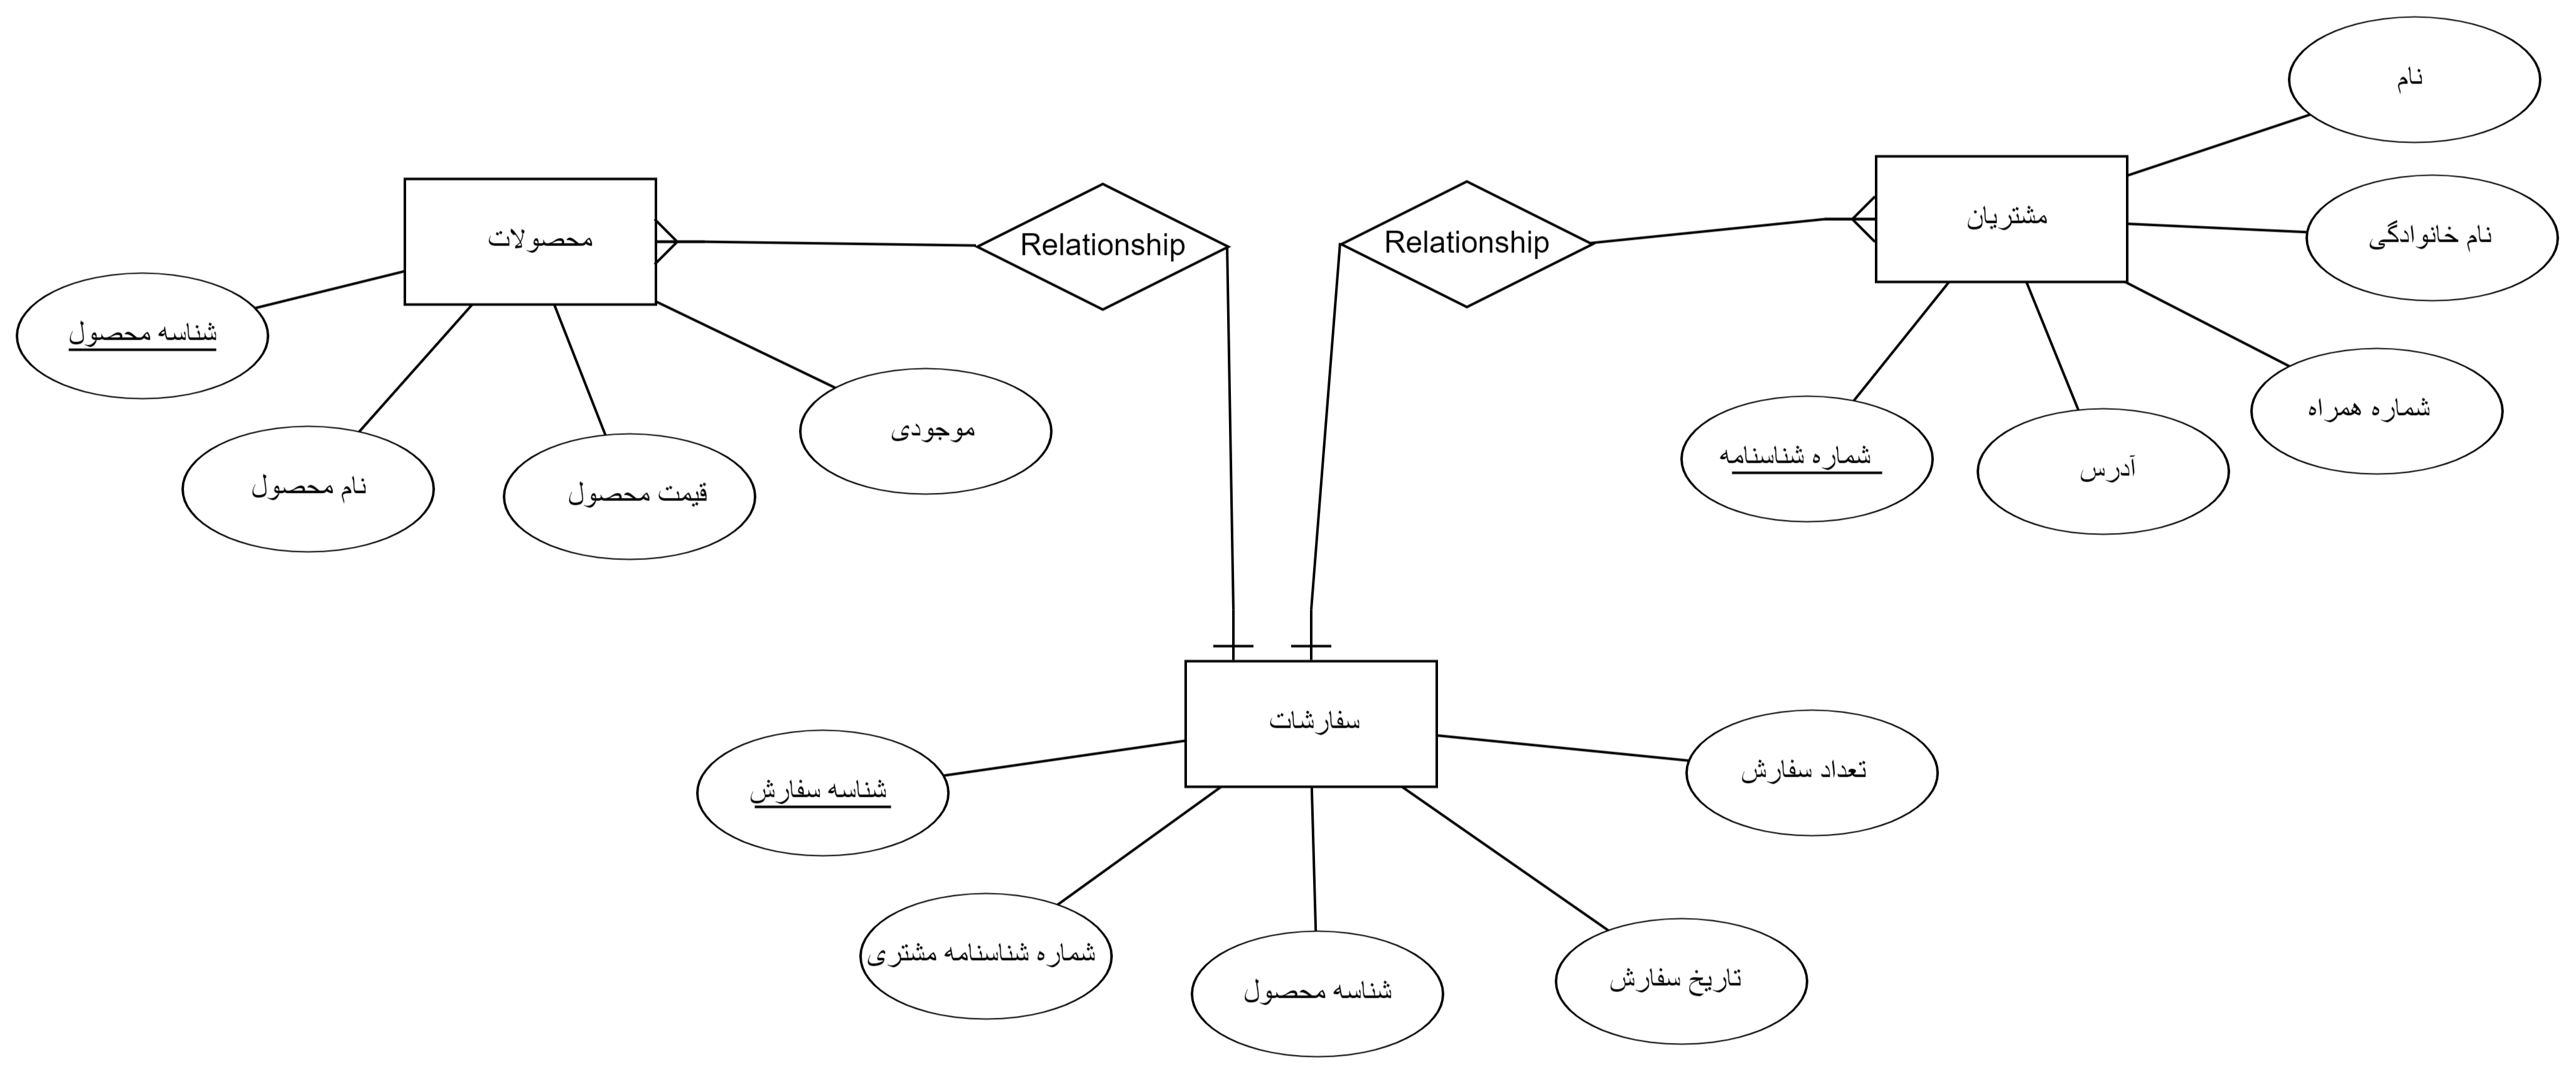 نام
مشتریان
نام خانوادگی
محصولات
Relationship
Relationship
شناسه محصول
شماره همراه
موجودی
شماره شناسنامه
آدرس
نام محصول
قیمت محصول
سفارشات
شناسه سفارش
تعداد سفارش
شماره شناسنامه مشتری
شناسه محصول
تاریخ سفارش